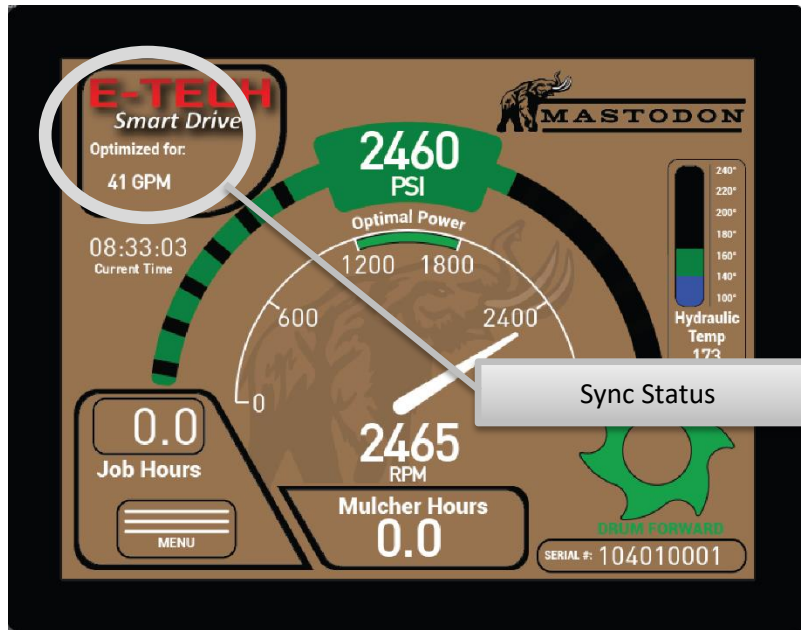 E-TECH
Smart Drive
Optimized for:
41 GPM
MASTODON
2460
PSI
Optimal Power
1200 1800
600
2400
0
08:33:03
Current Time
240°
220°
200°
180°
160°
140°
100°
Hydraulic
Temp
173
Sync Status
2465
RPM
0.0
Job Hours
MENU
Mulcher Hours
0.0
DRUM FORWARD
SERIAL #: 104010001